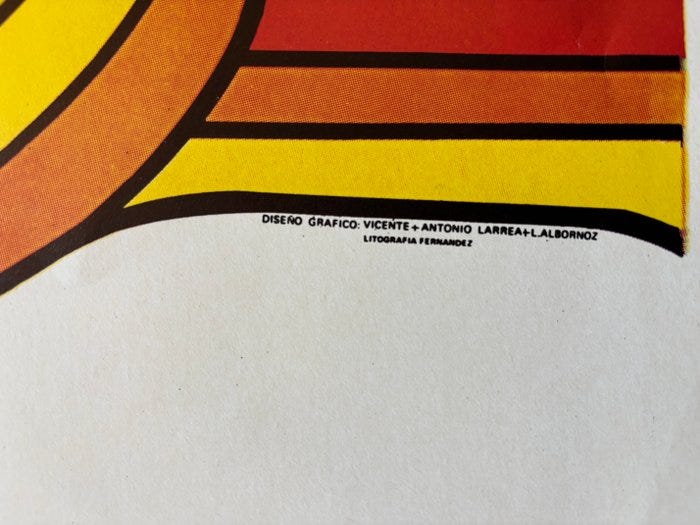 DISEÑO GRAFICO: VICENTE + ANTONIO LARREA+L.ALBORNOZ
LITOGRAFIA FERNANDEZ